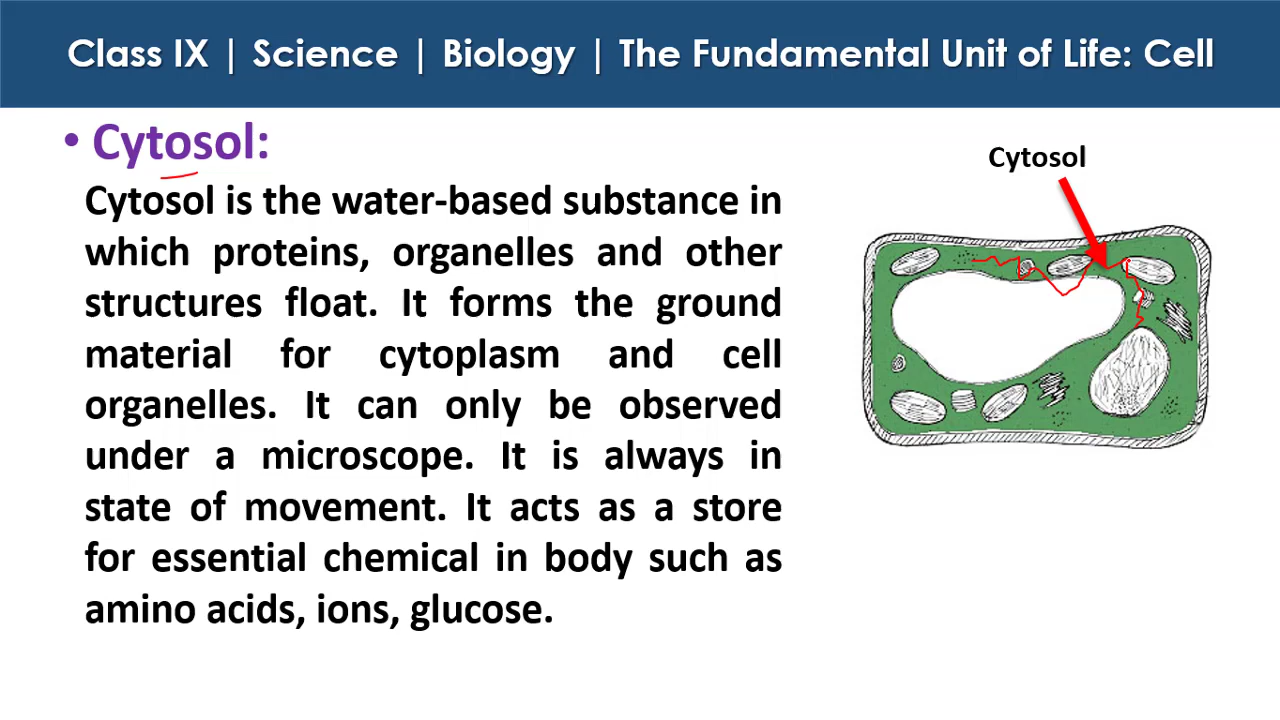 Class IX | Science | Biology | The Fundamental Unit of Life: Cell
• Cytosol:
Cytosol is the water-based substance in
which proteins, organelles and other
structures float. It forms the ground
material for cytoplasm and cell
organelles. It can only be observed
under a microscope. It is always in
state of movement. It acts as a store
for essential chemical in body such as
amino acids, ions, glucose.
Cytosol